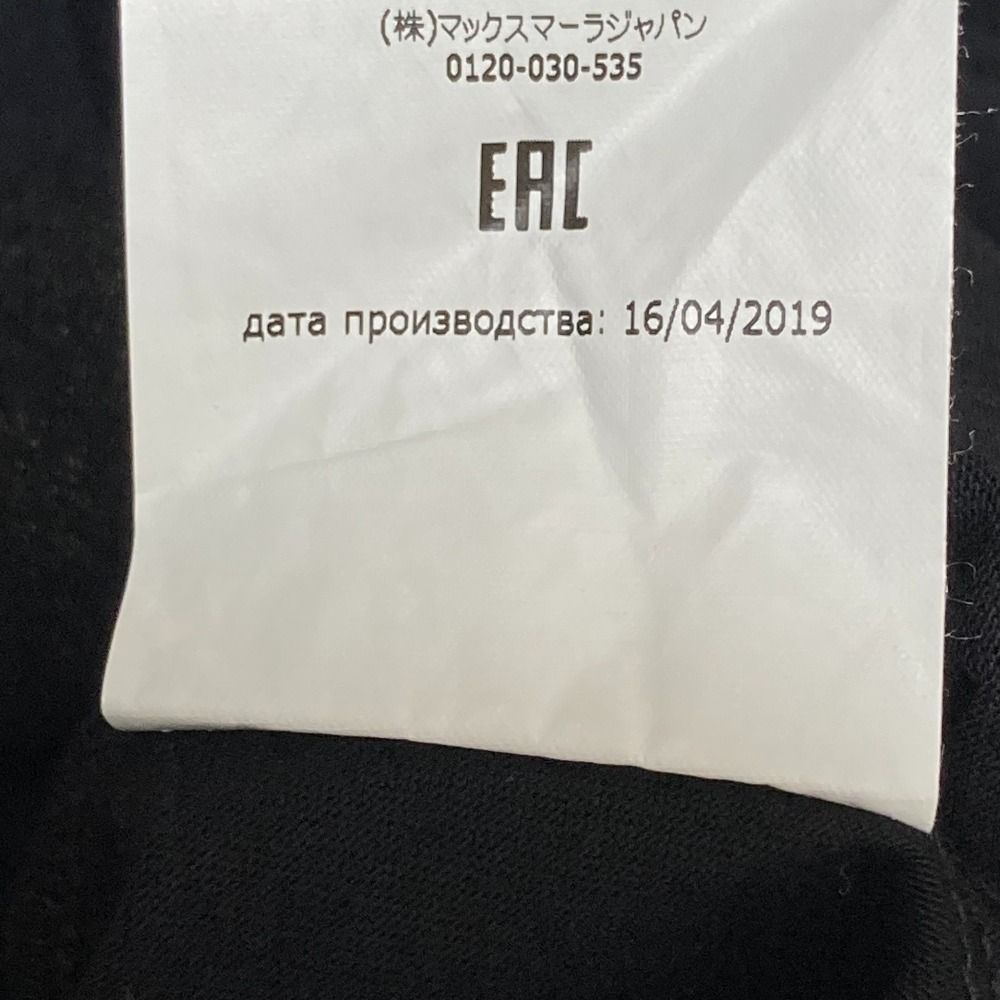 (株)マックスマーラジャパン
0120-030-535
EAC
дата производства: 16/04/2019